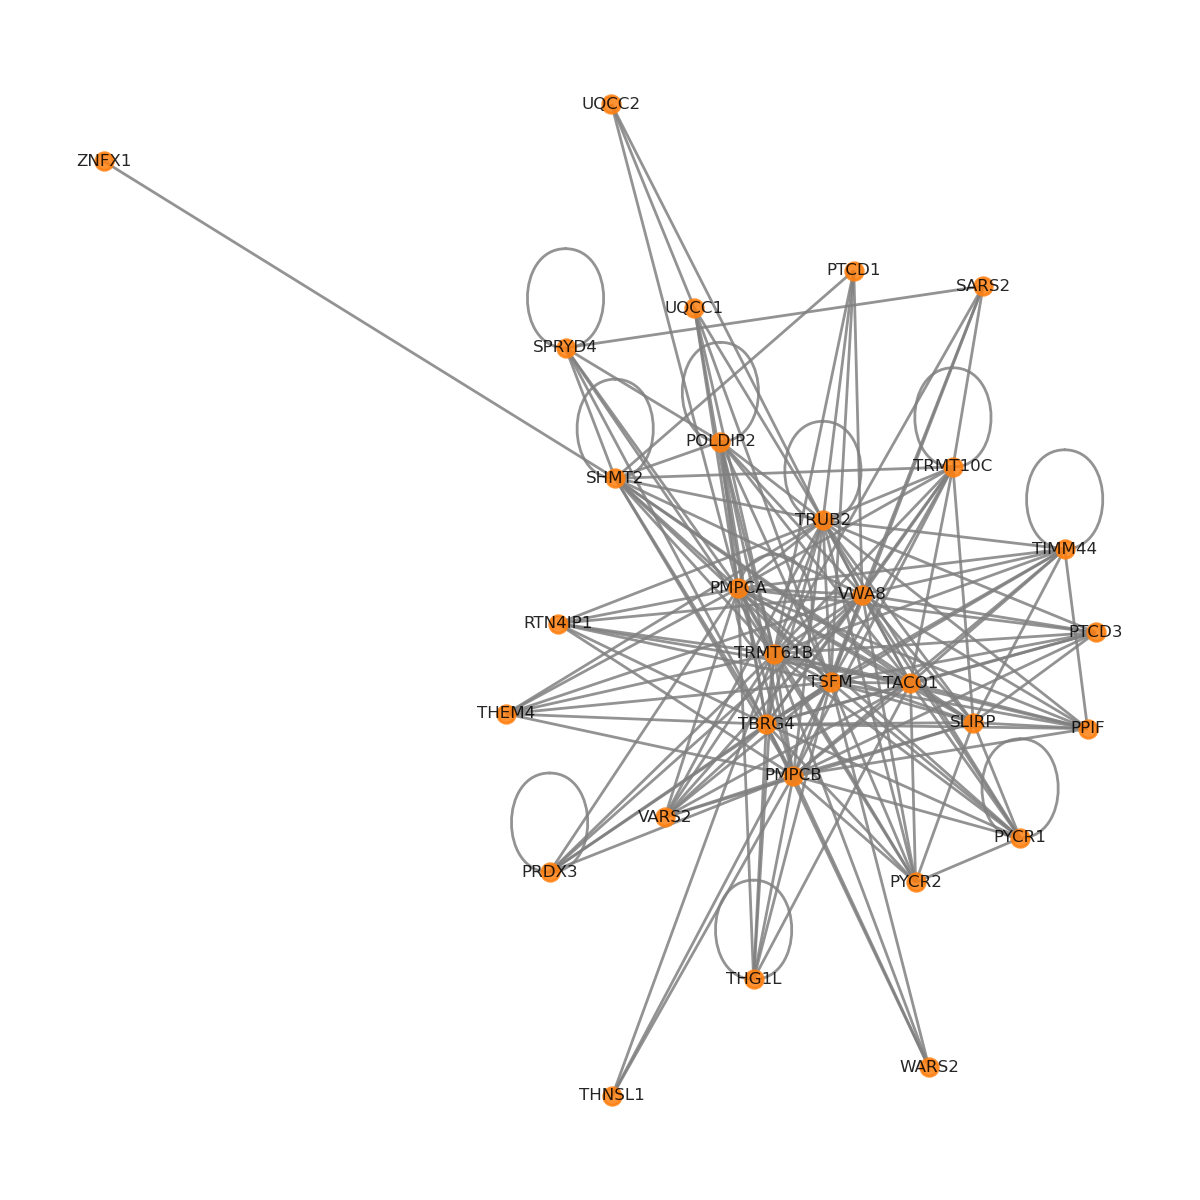 UQCC2
ZNFX1
PTCD1
SARS2
UQCC1
SPRYD4
POLDIP2
TRMT10C
SHMT2
TRUB2
TIMM44
PMPCA
VWA8
RTN4IP1
PTCD3
TRMT61B
TSFM
TACO1
THEM4
TBRG4
SLIRP
PPIF
PMPCB
VARS2
PYCR1
PRDX3
PYCR2
THG1L
WARS2
THNSL1